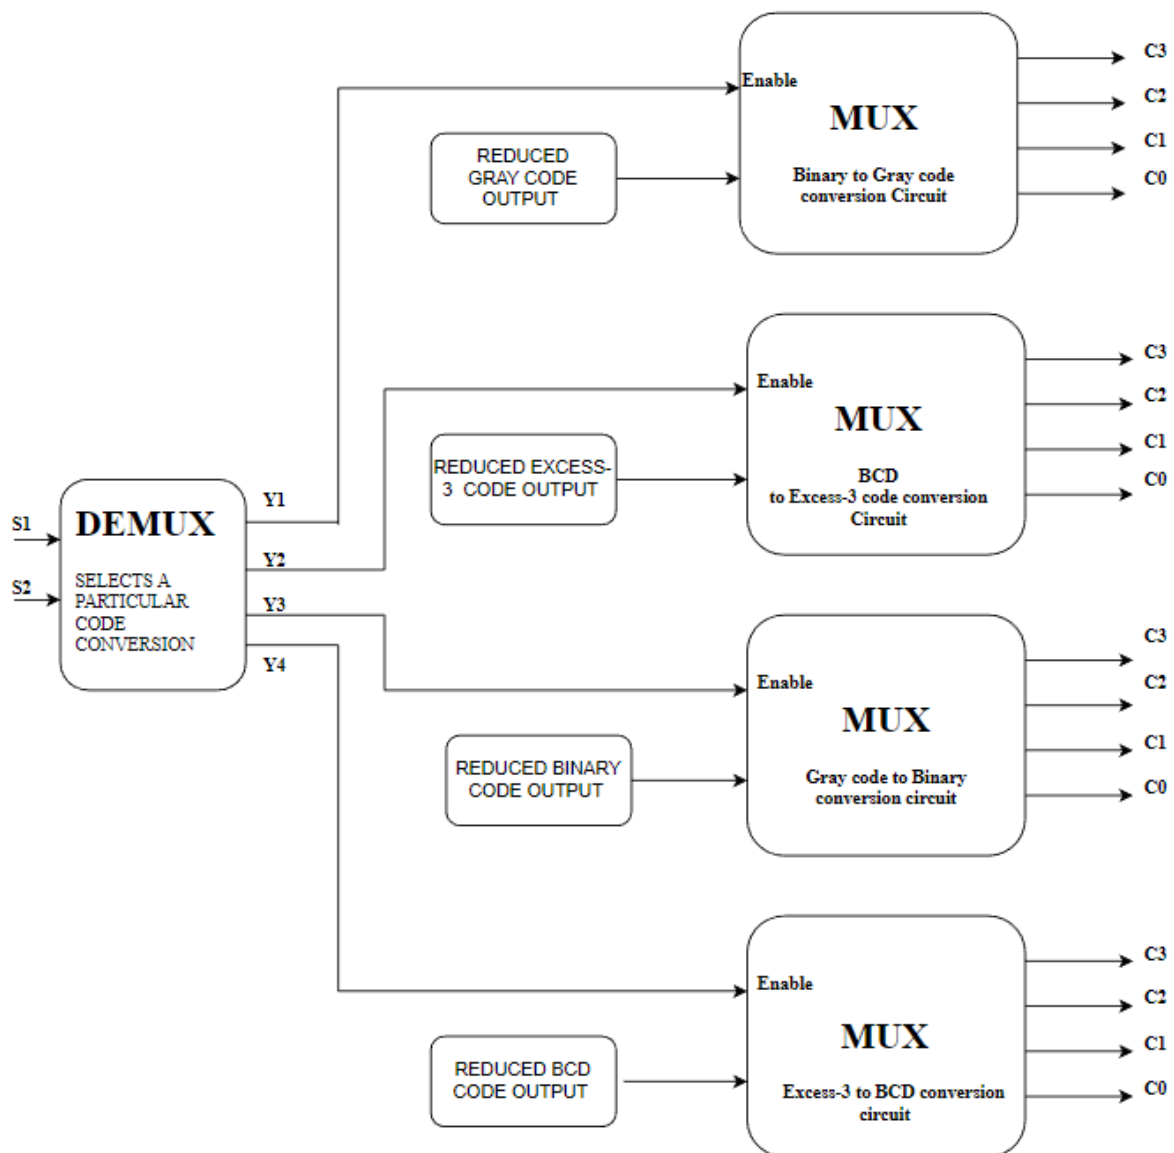 C3
Enable
C2
MUX
REDUCED
GRAY CODE
OUTPUT
C1
Binary to Gray code
conversion Circuit
C0
C3
Enable
C2
MUX
C1
REDUCED EXCESS-
3 CODE OUTPUT
BCD
to Excess-3 code conversion
Circuit
C0
S1
DEMUX
Y1
S2
SELECTS A
PARTICULAR
CODE
CONVERSION
Y2
Y3
Y4
C3
Enable
C2
MUX
C1
REDUCED BINARY
CODE OUTPUT
Gray code to Binary
conversion circuit
C0
C3
Enable
C2
MUX
C1
REDUCED BCD
CODE OUTPUT
Excess-3 to BCD conversion
circuit
C0